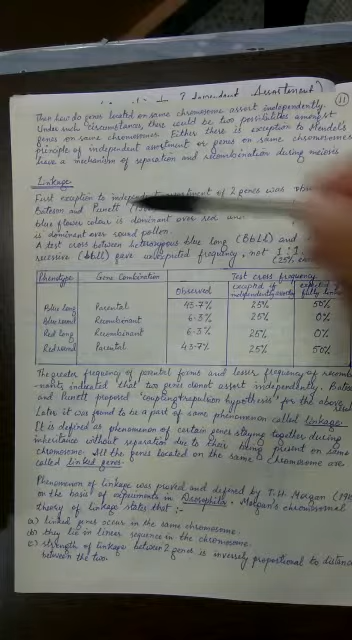 11
Independent Assortment)
Then how do genes located on same chromosome assort independently.
Under such circumstances, there could be two possibilities amongst
genes on same chromosome. Either there is exception to Mendel's
principle of independent assortment or genes on same chromosomes
have a mechanism of separation and recombination during meiosis
Linkage
First exception to independent assortment of 2 genes was
Bateson and Punett
blue flower colour is dominant over red and
is dominant over round pollen.
A test cross between heterozygous blue long (BbLl) and
recessive (bbll) gave unexpected frequency, not 1:1
(25% each
Phenotype Gene Combination Test cross frequency
Observed expected if independently assorty expected if fully linked
Blue long Parental 43.7% 25% 50%
Blue round Recombinant 6.3% 25% 0%
Red long Recombinant 6.3% 25% 0%
Red round Parental 43.7% 25% 50%
The greater frequency of parental forms and lesser frequency of recombi
-nants indicated that two genes donot assort independently. Bateson
and Punett proposed 'coupling & repulsion hypothesis' for the above
Later it was found to be a part of same phenomenon called linkage.
It is defined as phenomenon of certain genes staying together during
inheritance without separation due to their being present on same
chromosome. All the genes located on the same chromosome are
called linked genes.
Phenomenon of linkage was proved and defined by T.H. Morgan
on the basis of experiments in Drosophila. Morgan's chromosomal
theory of linkage states that :-
a) linked genes occur in the same chromosome.
b) they lie in linear sequence in the chromosome.
c) strength of linkage between 2 genes is inversely proportional to distance
between the two.